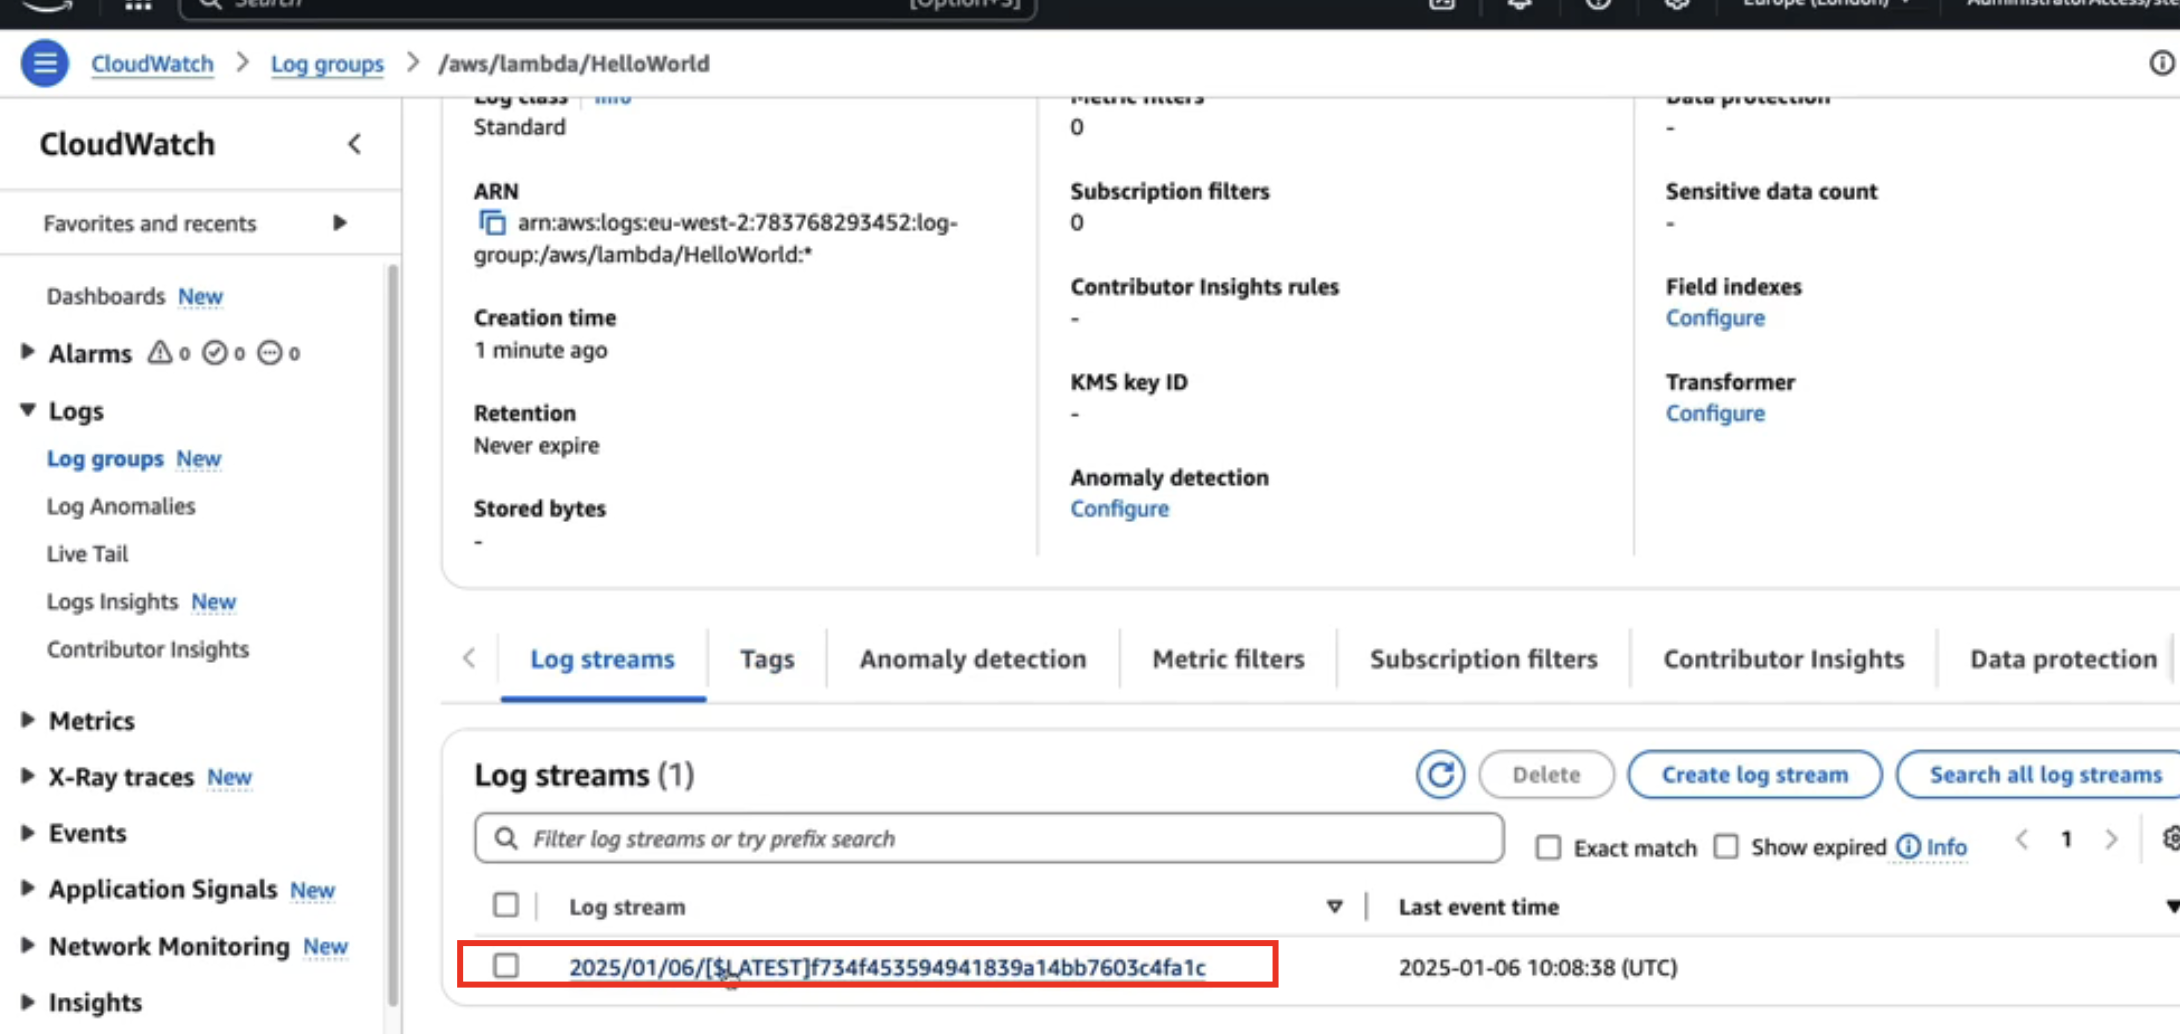 Search
[Option+S]
Europe (London)
CloudWatch
Log groups
/aws/lambda/HelloWorld
CloudWatch
Favorites and recents
Dashboards New
Alarms 0 0 0
Logs
Log groups New
Log Anomalies
Live Tail
Logs Insights New
Contributor Insights
Metrics
X-Ray traces New
Events
Application Signals New
Network Monitoring New
Insights
Log class Info
Standard
ARN
arn:aws:logs:eu-west-2:783768293452:log-
group:/aws/lambda/HelloWorld:*
Creation time
1 minute ago
Retention
Never expire
Stored bytes
-
Metric filters
0
Subscription filters
0
Contributor Insights rules
-
KMS key ID
-
Anomaly detection
Configure
Data protection
-
Sensitive data count
-
Field indexes
Configure
Transformer
Configure
Log streams
Tags
Anomaly detection
Metric filters
Subscription filters
Contributor Insights
Data protection
Log streams (1)
Delete
Create log stream
Search all log streams
Filter log streams or try prefix search
Exact match
Show expired
Info
1
Log stream
Last event time
2025/01/06/[$LATEST]f734f453594941839a14bb7603c4fa1c
2025-01-06 10:08:38 (UTC)